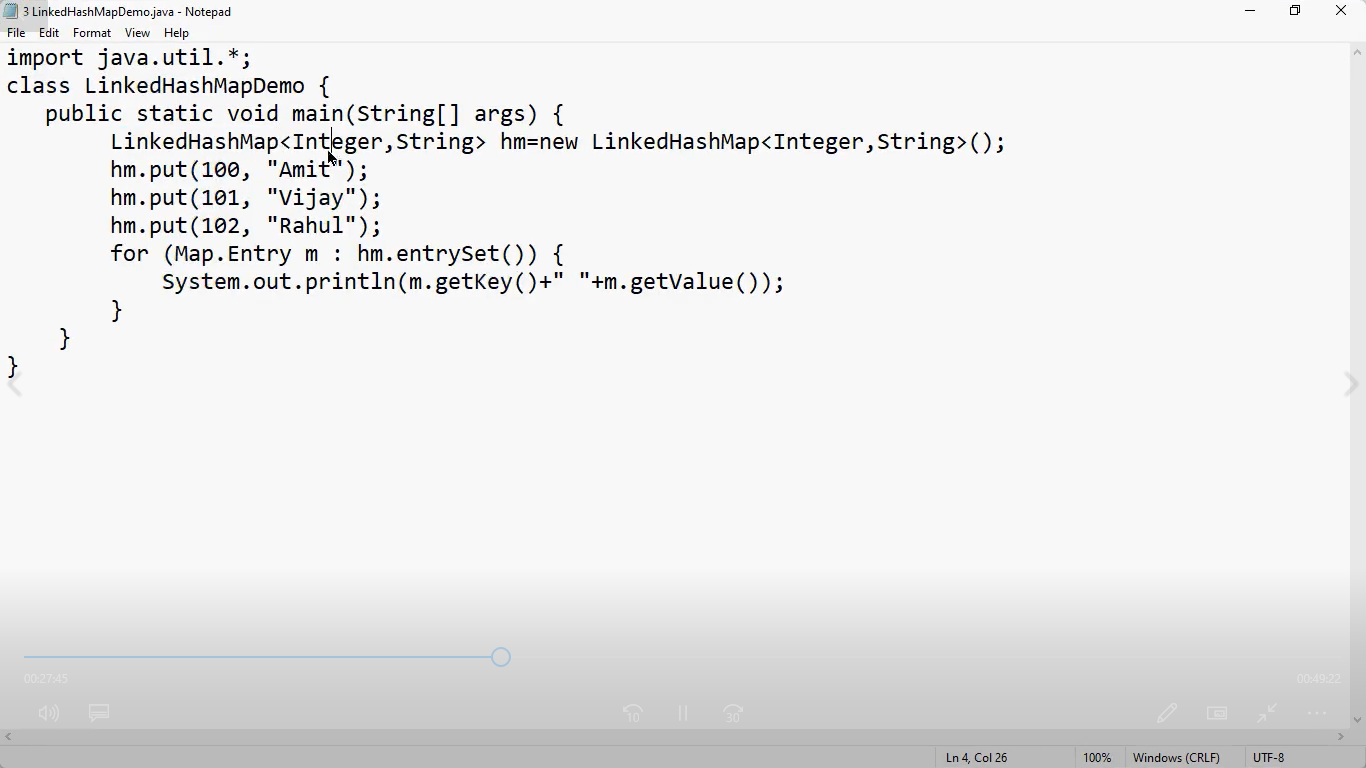 3 LinkedHashMapDemo.java - Notepad
File Edit Format View Help
import java.util.*;
class LinkedHashMapDemo {
public static void main(String[] args) {
LinkedHashMap<Integer,String> hm=new LinkedHashMap<Integer,String>();
hm.put(100, "Amit");
hm.put(101, "Vijay");
hm.put(102, "Rahul");
for (Map.Entry m : hm.entrySet()) {
System.out.println(m.getKey()+" "+m.getValue());
}
}
}
00:27:45 00:49:22
10 30
Ln 4, Col 26 100% Windows (CRLF) UTF-8